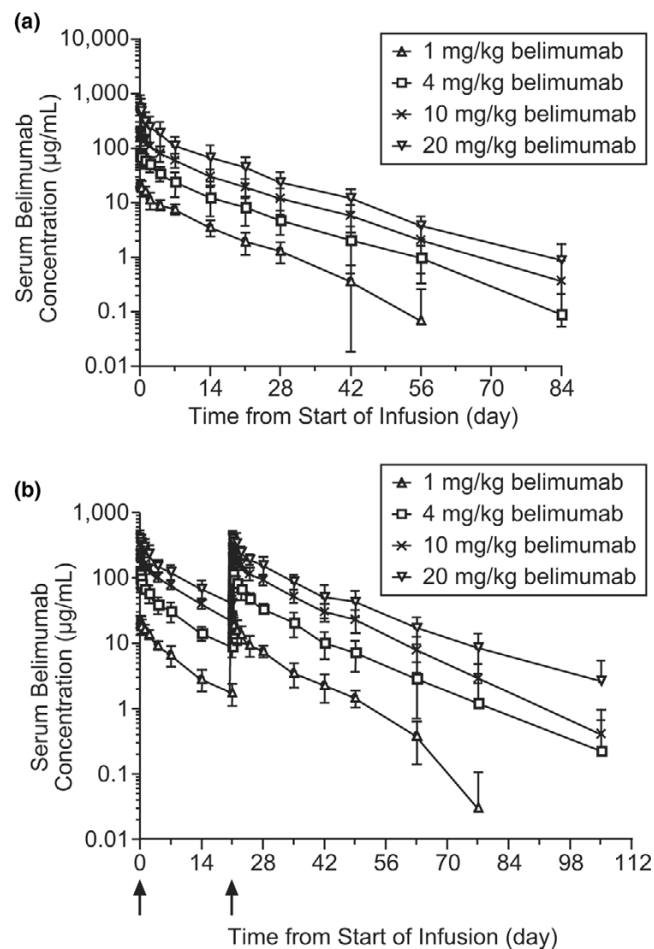 (a)
10,000
1,000
100
10
1
0.1
0.01
Serum Belimumab
Concentration (µg/mL)
1 mg/kg belimumab
4 mg/kg belimumab
10 mg/kg belimumab
20 mg/kg belimumab
0 14 28 42 56 70 84
Time from Start of Infusion (day)
(b)
1,000
100
10
1
0.1
0.01
Serum Belimumab
Concentration (µg/mL)
1 mg/kg belimumab
4 mg/kg belimumab
10 mg/kg belimumab
20 mg/kg belimumab
0 14 28 42 56 70 84 98 112
Time from Start of Infusion (day)